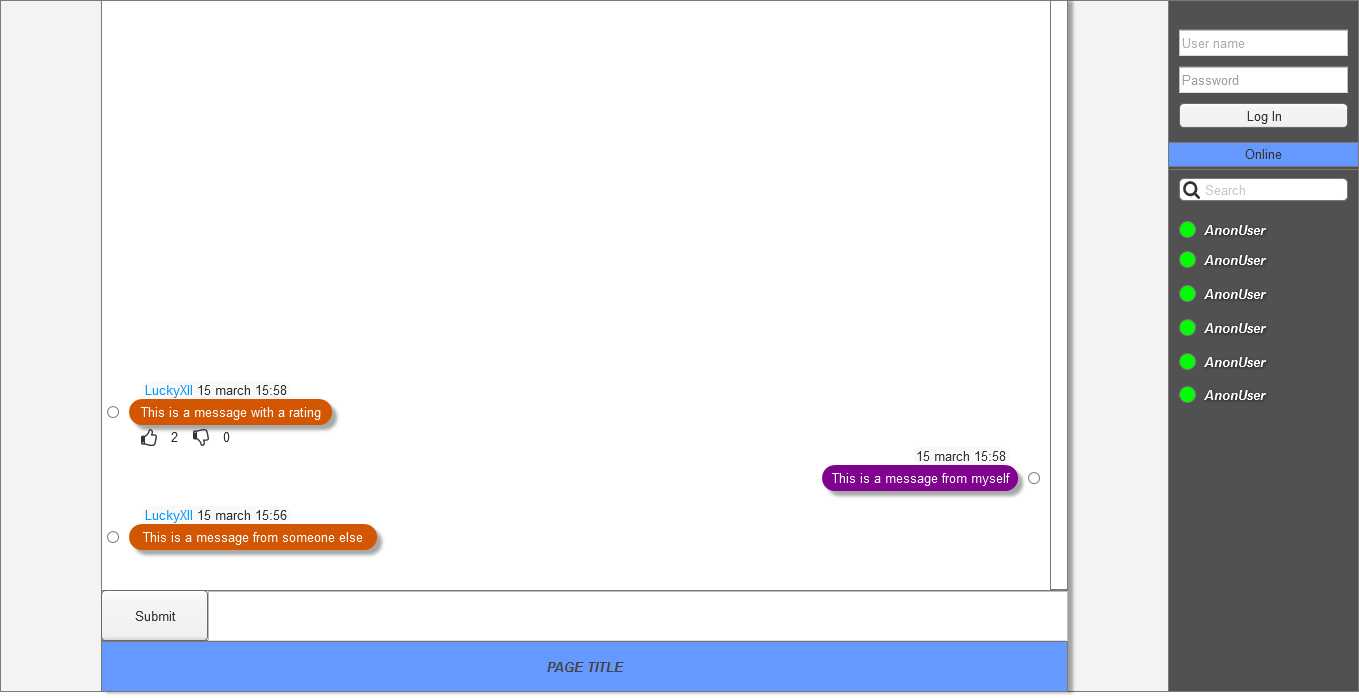 LuckyXII 15 march 15:58
This is a message with a rating
2 0
15 march 15:58
This is a message from myself
LuckyXII 15 march 15:56
This is a message from someone else
Submit
PAGE TITLE
User name
Password
Log In
Online
Search
AnonUser
AnonUser
AnonUser
AnonUser
AnonUser
AnonUser